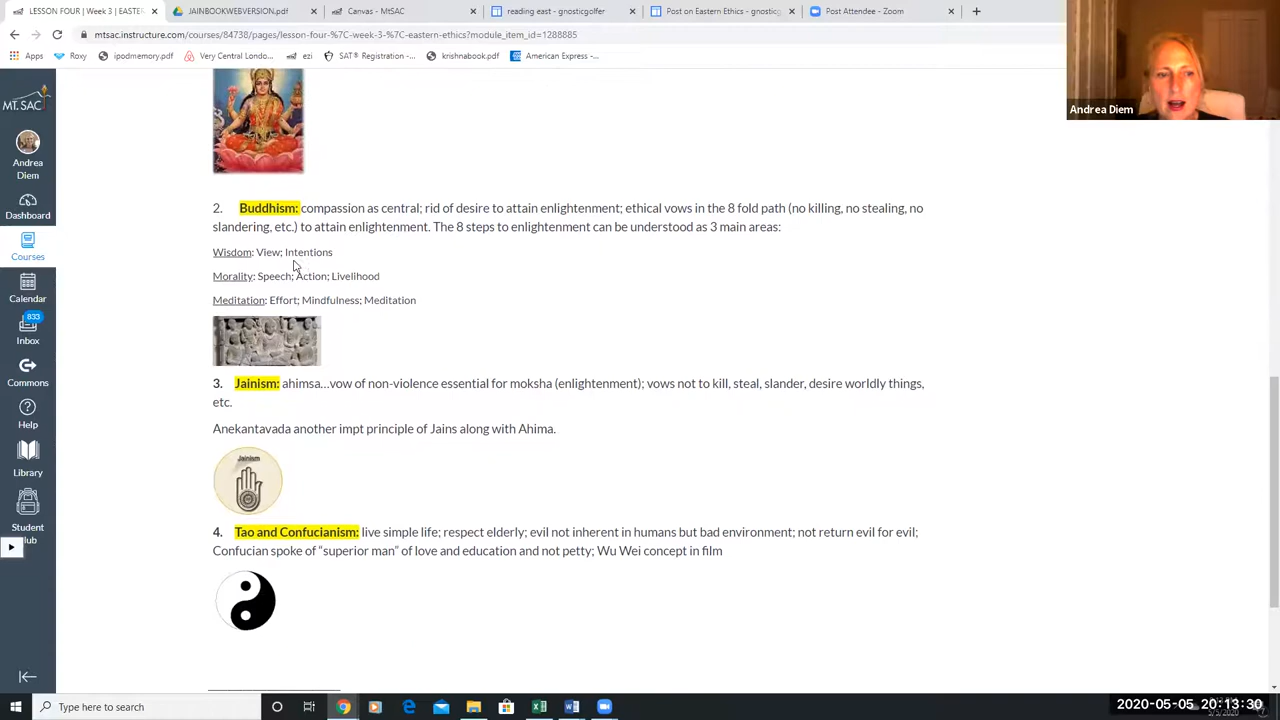 LESSON FOUR | Week 3 | EASTERN
JAINBOOKWEBVERSION.pdf
Canvas - MtSAC
reading east - gnosticgolfer
Post on Eastern Ethics - gnostic
Post Attendee - Zoom
mtsac.instructure.com/courses/84738/pages/lesson-four-%7C-week-3-%7C-eastern-ethics?module_item_id=1288885
Apps
Roxy
ipodmemory.pdf
Very Central Londo...
ezi
SAT® Registration -...
krishnabook.pdf
American Express -...
Andrea Diem
MT. SAC
Andrea
Diem
Dashboard
Courses
Calendar
833
Inbox
Commons
Help
Library
Student
lub
2. Buddhism: compassion as central; rid of desire to attain enlightenment; ethical vows in the 8 fold path (no killing, no stealing, no
slandering, etc.) to attain enlightenment. The 8 steps to enlightenment can be understood as 3 main areas:
Wisdom: View; Intentions
Morality: Speech; Action; Livelihood
Meditation: Effort; Mindfulness; Meditation
3. Jainism: ahimsa...vow of non-violence essential for moksha (enlightenment); vows not to kill, steal, slander, desire worldly things,
etc.
Anekantavada another impt principle of Jains along with Ahima.
Jainism
4. Tao and Confucianism: live simple life; respect elderly; evil not inherent in humans but bad environment; not return evil for evil;
Confucian spoke of “superior man” of love and education and not petty; Wu Wei concept in film
Type here to search
2020-05-05 20:13:30